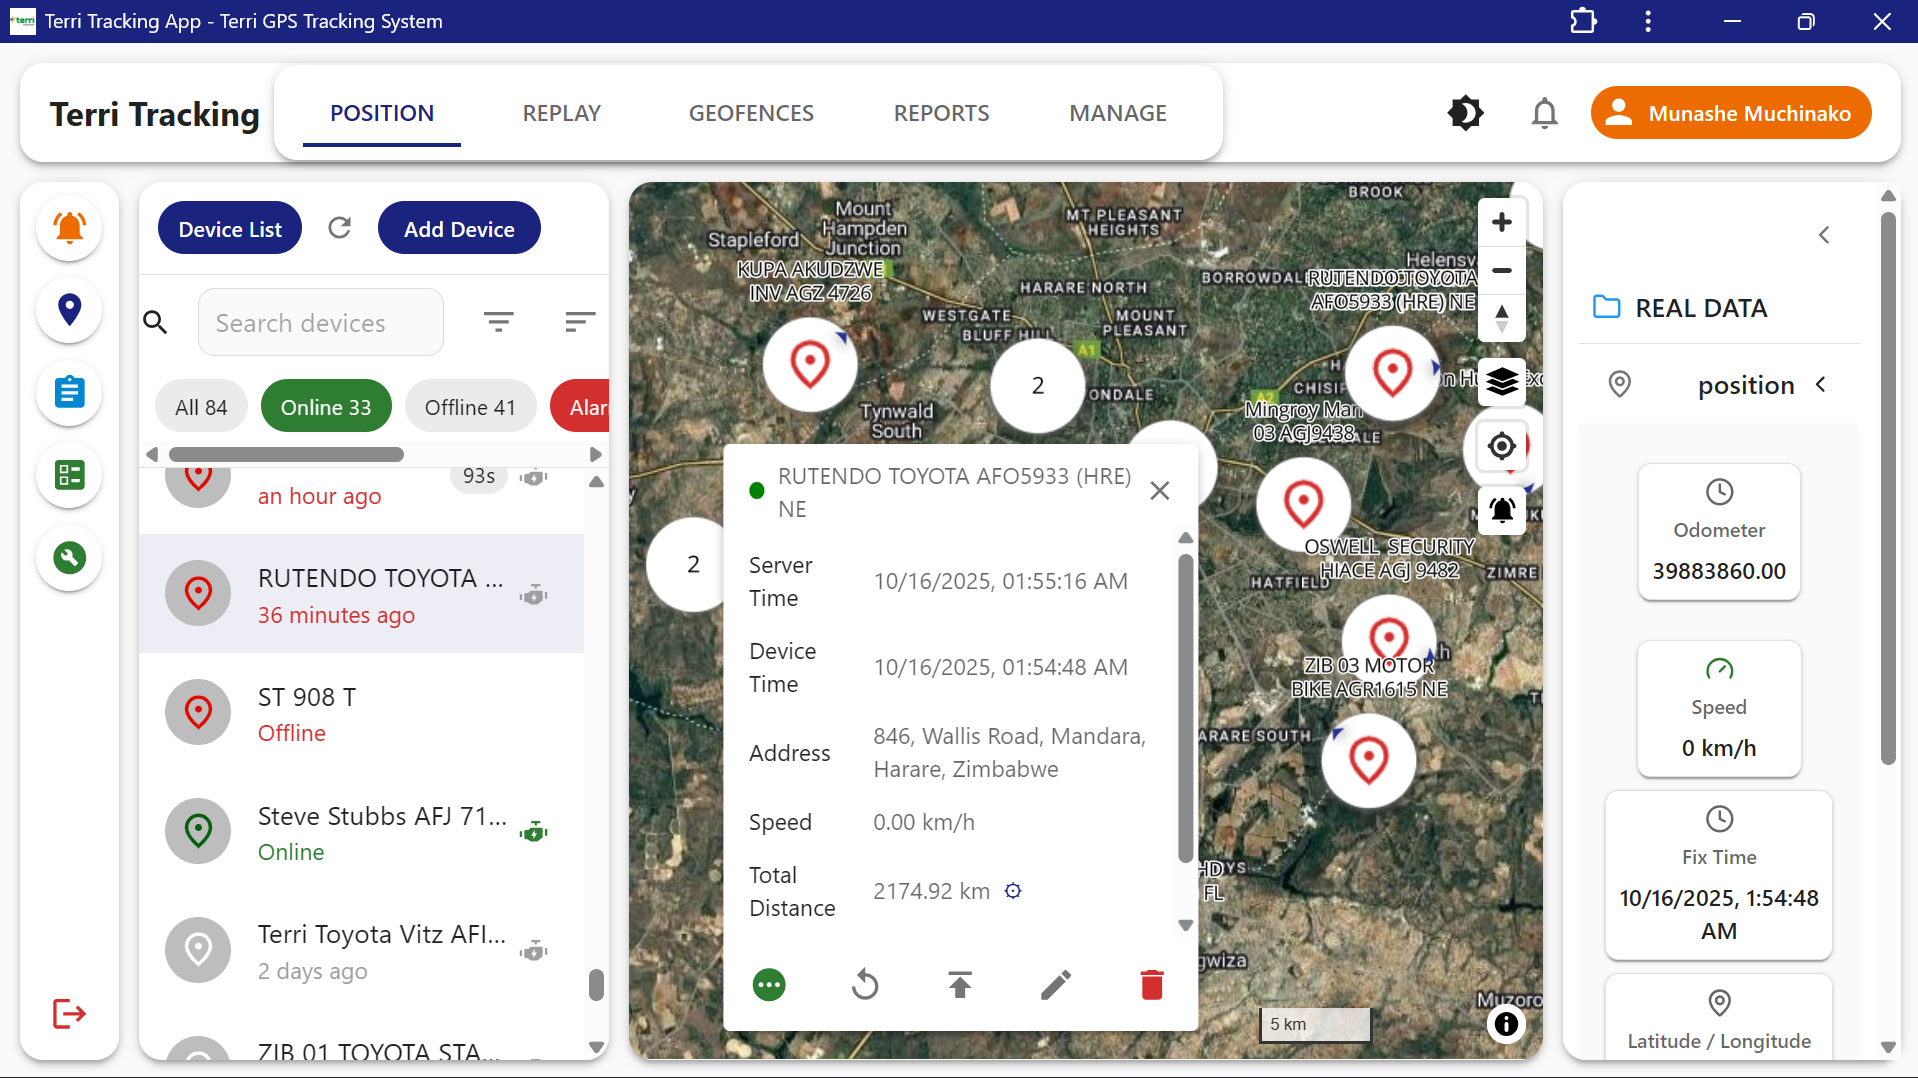 Terri Tracking App - Terri GPS Tracking System
Terri Tracking
POSITION
REPLAY
GEOFENCES
REPORTS
MANAGE
Munashe Muchinako
Device List
Add Device
Search devices
All 84
Online 33
Offline 41
Alar
93s
an hour ago
RUTENDO TOYOTA ...
36 minutes ago
ST 908 T
Offline
Steve Stubbs AFJ 71...
Online
Terri Toyota Vitz AFI...
2 days ago
ZIB 01 TOYOTA STA...
BROOK
Mount
Hampden
Junction
Stapleford
MT PLEASANT
HEIGHTS
KUPA AKUDZWE
INV AGZ 4726
HARARE NORTH
BORROWDAL
Helensv
RUTENDO TOYOTA
AFO5933 (HRE) NE
WESTGATE
BLUFF HILL
MOUNT
PLEASANT
A1
2
ONDALE
CHISIP
A2
Tynwald
South
Mingroy Man
03 AGJ9438
ALE
OSWELL SECURITY
HIACE AGJ 9482
HATFIELD
ZIMRE
2
ZIB 03 MOTOR
BIKE AGR1615 NE
ARARE SOUTH
HD
FL
gwiza
Muzoro
5 km
RUTENDO TOYOTA AFO5933 (HRE)
NE
Server
Time
10/16/2025, 01:55:16 AM
Device
Time
10/16/2025, 01:54:48 AM
Address
846, Wallis Road, Mandara,
Harare, Zimbabwe
Speed
0.00 km/h
Total
Distance
2174.92 km
REAL DATA
position
Odometer
39883860.00
Speed
0 km/h
Fix Time
10/16/2025, 1:54:48
AM
Latitude / Longitude